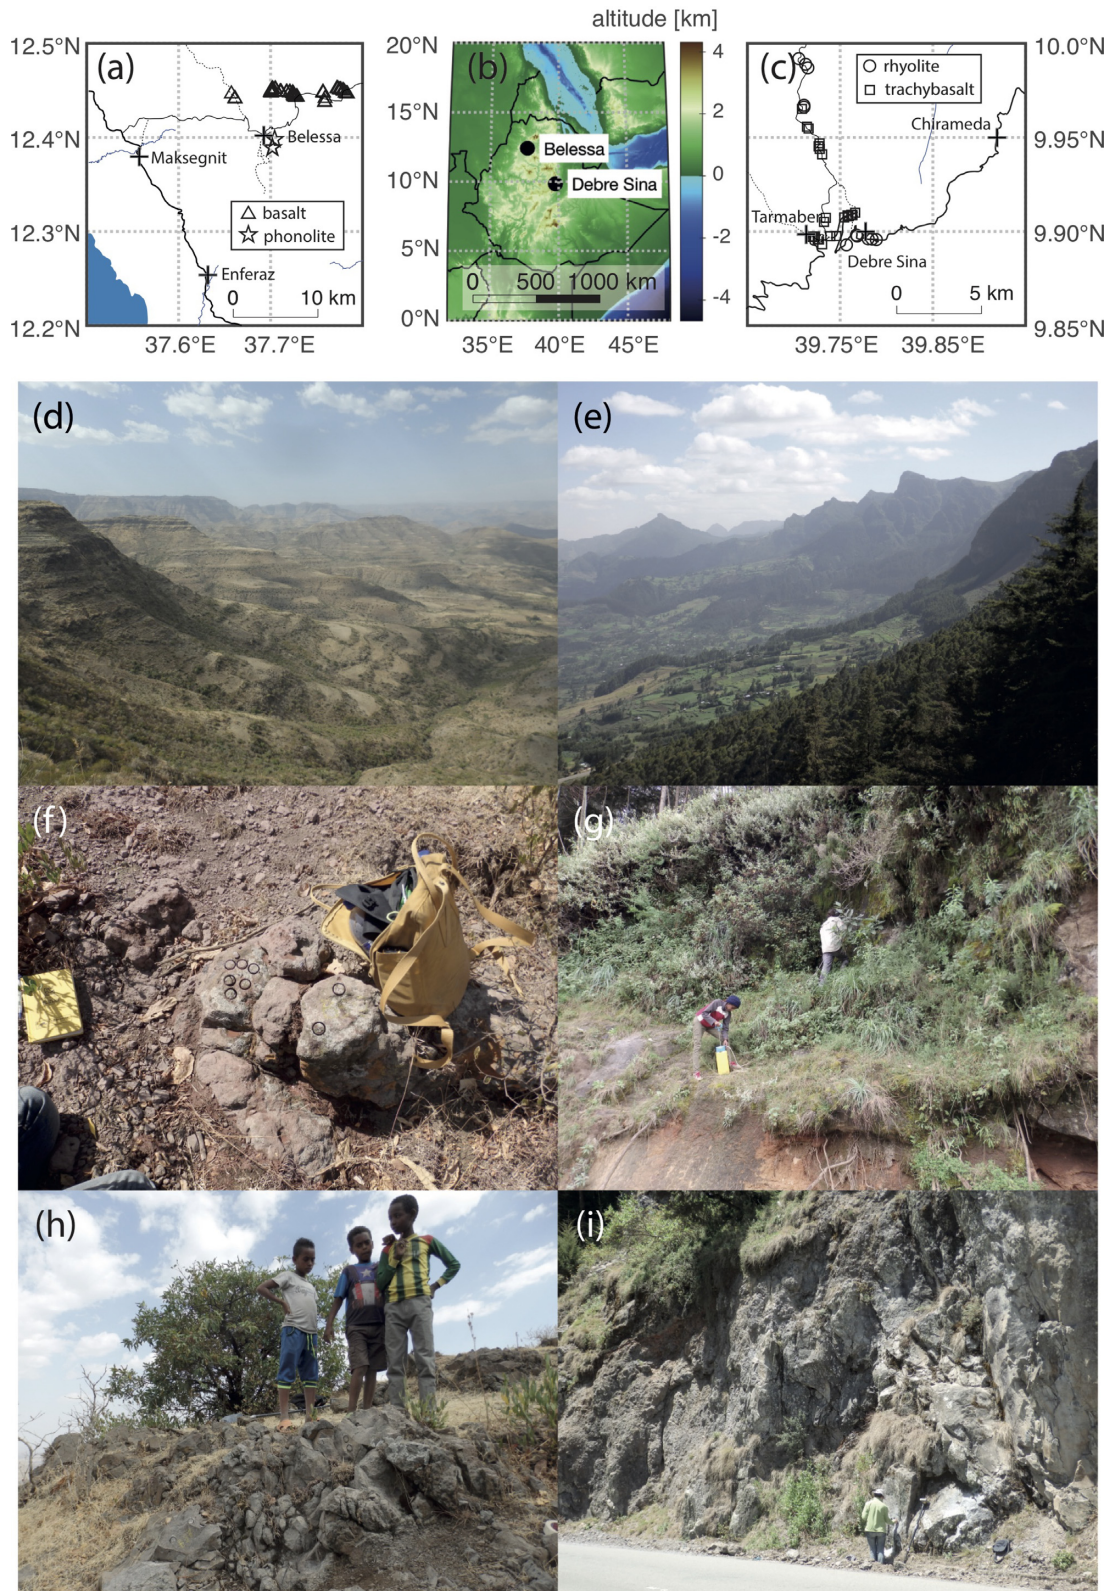 altitude [km]
12.5°N
12.4°N
12.3°N
12.2°N
(a)
Maksegnit
Belessa
basalt
phonolite
Enferaz
0 10 km
37.6°E 37.7°E
20°N
15°N
10°N
5°N
0°N
(b)
Belessa
Debre Sina
0 500 1000 km
35°E 40°E 45°E
4
2
0
-2
-4
(c)
rhyolite
trachybasalt
Chirameda
Tarmaber
Debre Sina
0 5 km
10.0°N
9.95°N
9.90°N
9.85°N
39.75°E 39.85°E
(d)
(e)
(f)
(g)
(h)
(i)